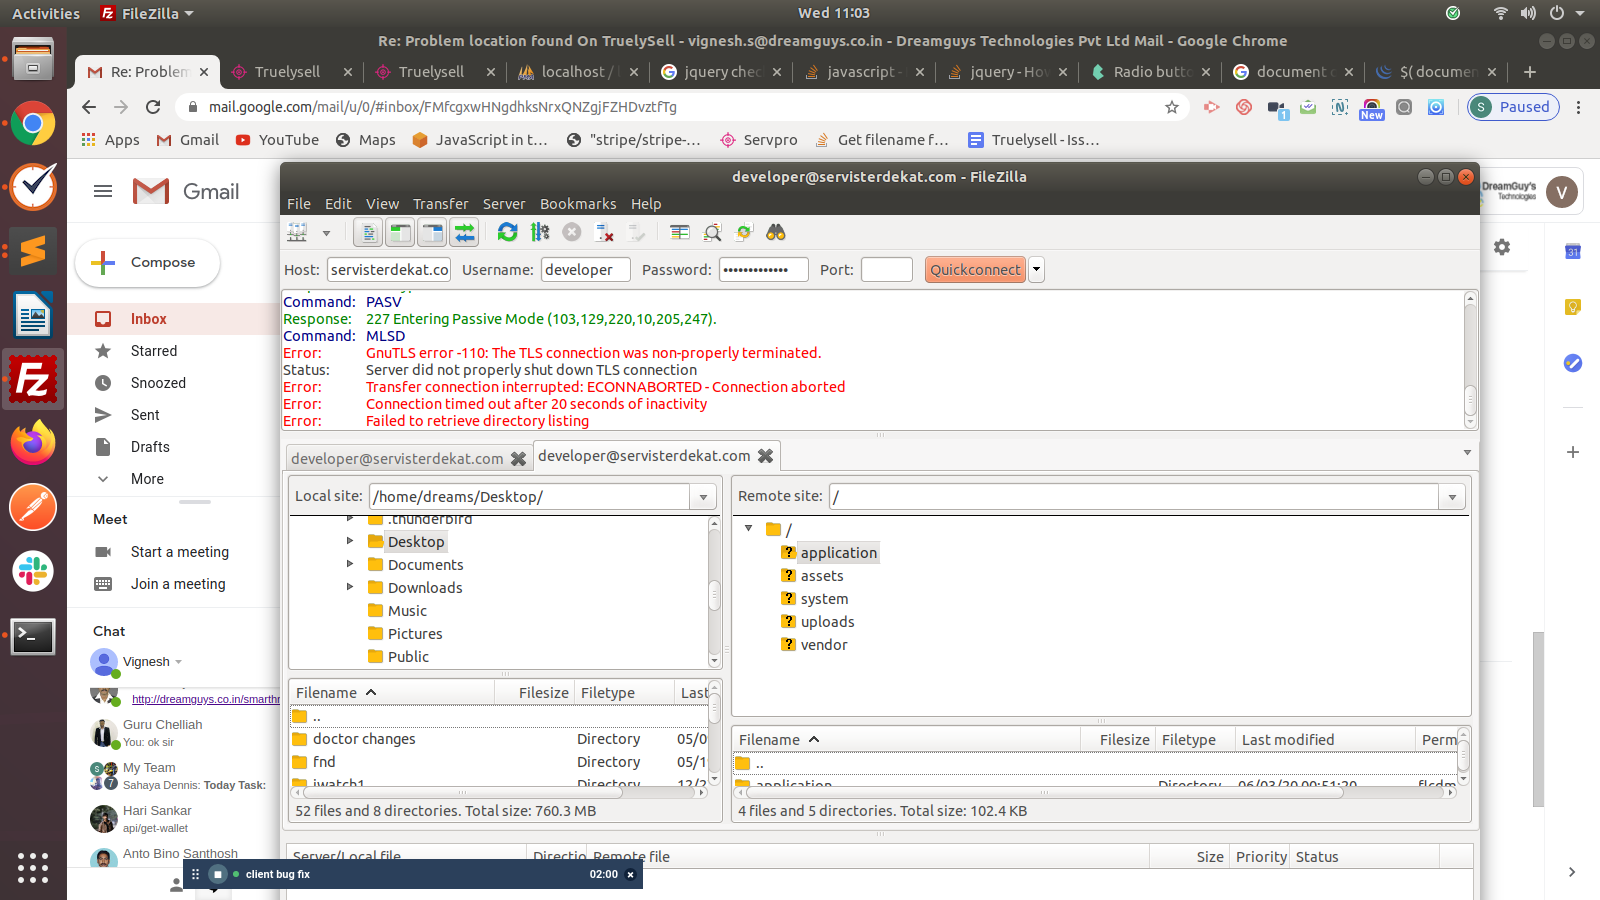 Activities
FileZilla
Wed 11:03
Re: Problem location found On TruelySell - vignesh.s@dreamguys.co.in - Dreamguys Technologies Pvt Ltd Mail - Google Chrome
Re: Problem
Truelysell
Truelysell
localhost / l
jquery chec
javascript -
jquery - Hov
Radio butto
document c
$( documen
mail.google.com/mail/u/0/#inbox/FMfcgxwHNgdhksNrxQNZgjFZHDvztfTg
1
New
S
Paused
Apps
Gmail
YouTube
Maps
JavaScript in t...
"stripe/stripe-...
Servpro
Get filename f...
Truelysell - Iss...
Gmail
DreamGuy's
Technologies
V
Compose
Inbox
Starred
Snoozed
Sent
Drafts
More
Meet
Start a meeting
Join a meeting
Chat
Vignesh
http://dreamguys.co.in/smarthr
Guru Chelliah
You: ok sir
My Team
Sahaya Dennis: Today Task:
S
7
Hari Sankar
api/get-wallet
Anto Bino Santhosh
31
developer@servisterdekat.com - FileZilla
File Edit View Transfer Server Bookmarks Help
Host: servisterdekat.co Username: developer Password: ••••••••••••• Port: Quickconnect
Command: PASV
Response: 227 Entering Passive Mode (103,129,220,10,205,247).
Command: MLSD
Error: GnuTLS error -110: The TLS connection was non-properly terminated.
Status: Server did not properly shut down TLS connection
Error: Transfer connection interrupted: ECONNABORTED - Connection aborted
Error: Connection timed out after 20 seconds of inactivity
Error: Failed to retrieve directory listing
developer@servisterdekat.com
developer@servisterdekat.com
Local site: /home/dreams/Desktop/
.thunderbird
Desktop
Documents
Downloads
Music
Pictures
Public
Filename Filesize Filetype Last
..
doctor changes Directory 05/0
fnd Directory 05/1
iwatch1 Directory 12/2
52 files and 8 directories. Total size: 760.3 MB
Remote site: /
/
application
assets
system
uploads
vendor
Filename Filesize Filetype Last modified Perm
..
application Directory 06/03/20 00:51:20 flcdm
4 files and 5 directories. Total size: 102.4 KB
Server/Local file Directio Remote file Size Priority Status
client bug fix 02:00